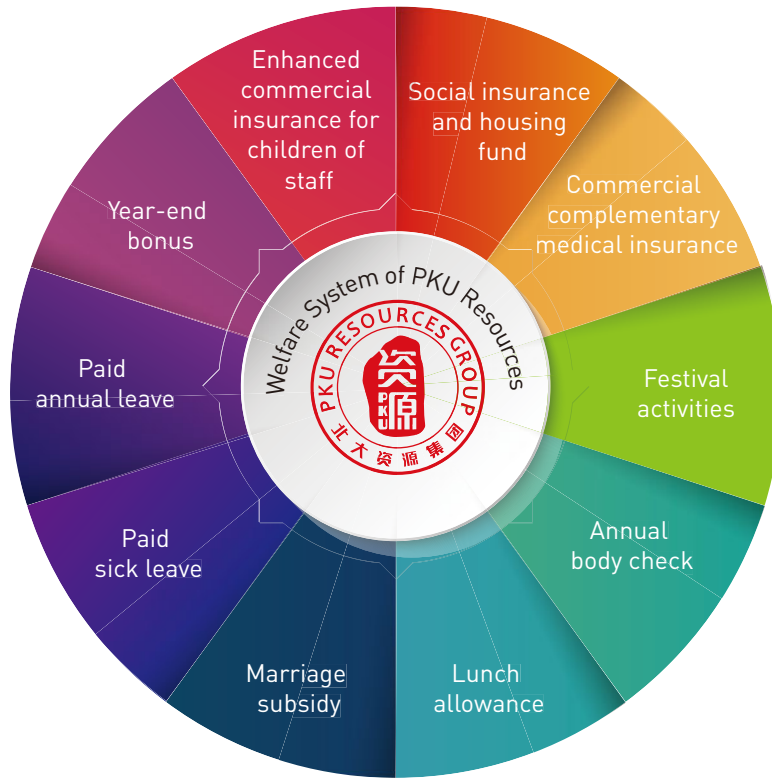 Enhanced
commercial
insurance for
children of
staff
Social insurance
and housing
fund
Commercial
complementary
medical insurance
Festival
activities
Annual
body check
Lunch
allowance
Marriage
subsidy
Paid
sick leave
Paid
annual leave
Year-end
bonus
Welfare System of PKU Resources
PKU RESOURCES GROUP
资源
PKU
北大资源集团